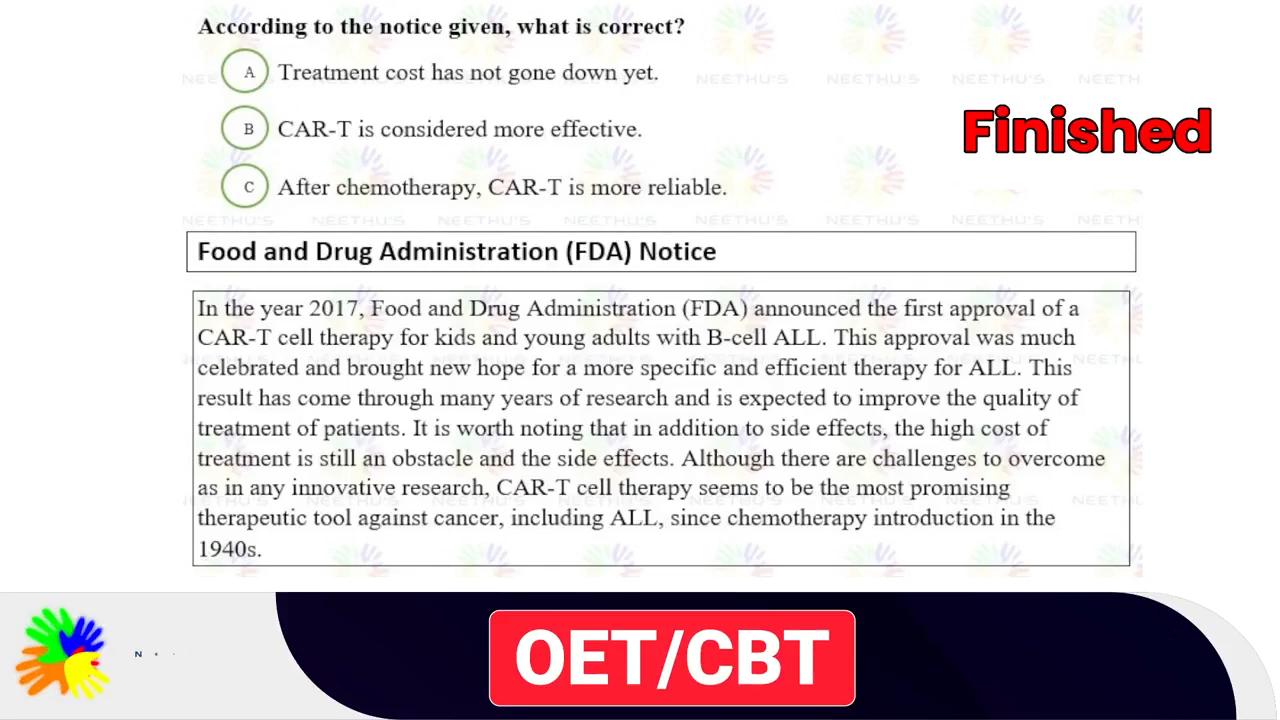 According to the notice given, what is correct?
A Treatment cost has not gone down yet.
B CAR-T is considered more effective.
Finished
C After chemotherapy, CAR-T is more reliable.
NEETHU'S NEETHU'S NEETHU'S NEETHU'S NEETHU'S NEETHU'S NEETHU'S NEETH
Food and Drug Administration (FDA) Notice
In the year 2017, Food and Drug Administration (FDA) announced the first approval of a
CAR-T cell therapy for kids and young adults with B-cell ALL. This approval was much
celebrated and brought new hope for a more specific and efficient therapy for ALL. This
result has come through many years of research and is expected to improve the quality of
treatment of patients. It is worth noting that in addition to side effects, the high cost of
treatment is still an obstacle and the side effects. Although there are challenges to overcome
as in any innovative research, CAR-T cell therapy seems to be the most promising
therapeutic tool against cancer, including ALL, since chemotherapy introduction in the
1940s.
N
OET/CBT